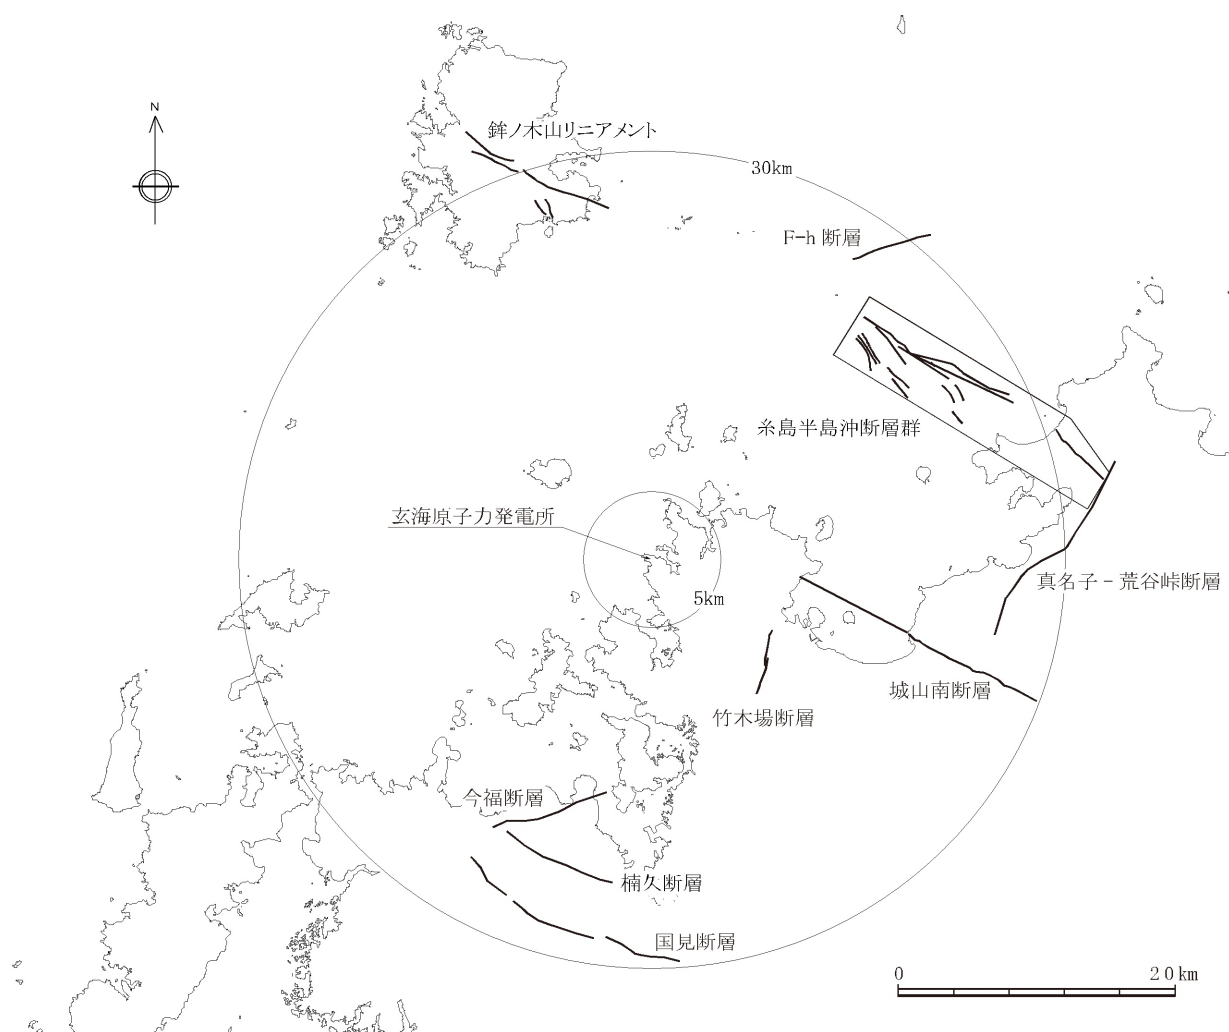 N
鉾ノ木山リニアメント
30km
F-h 断層
糸島半島沖断層群
玄海原子力発電所
5km
真名子 − 荒谷峠断層
城山南断層
竹木場断層
今福断層
楠久断層
国見断層
0 20km